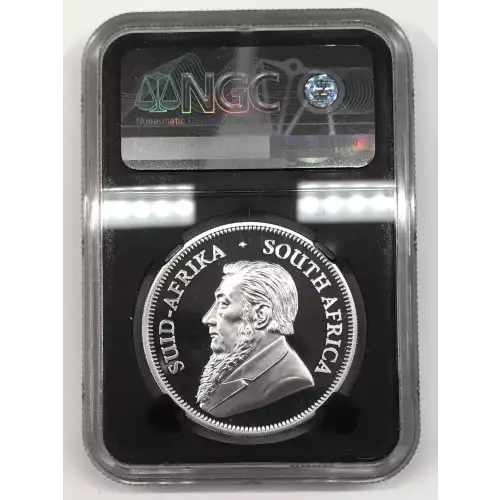 NGC
Numismatic
SUID-AFRIKA SOUTH AFRICA